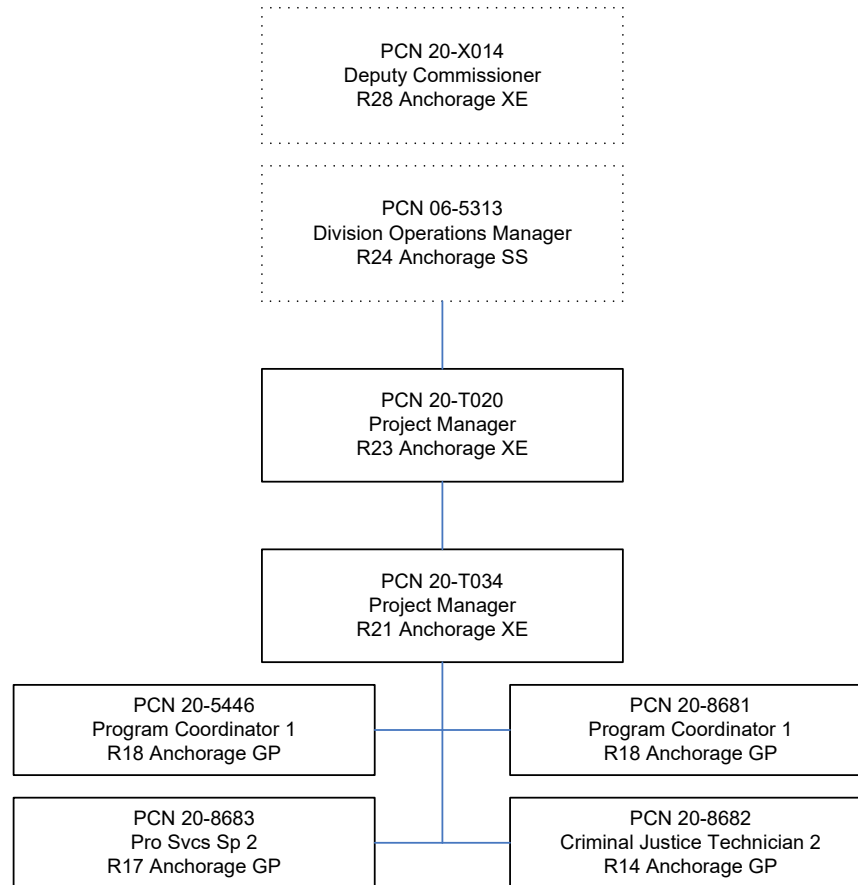 PCN 20-X014
Deputy Commissioner
R28 Anchorage XE
PCN 06-5313
Division Operations Manager
R24 Anchorage SS
PCN 20-T020
Project Manager
R23 Anchorage XE
PCN 20-T034
Project Manager
R21 Anchorage XE
PCN 20-5446
Program Coordinator 1
R18 Anchorage GP
PCN 20-8681
Program Coordinator 1
R18 Anchorage GP
PCN 20-8683
Pro Svcs Sp 2
R17 Anchorage GP
PCN 20-8682
Criminal Justice Technician 2
R14 Anchorage GP